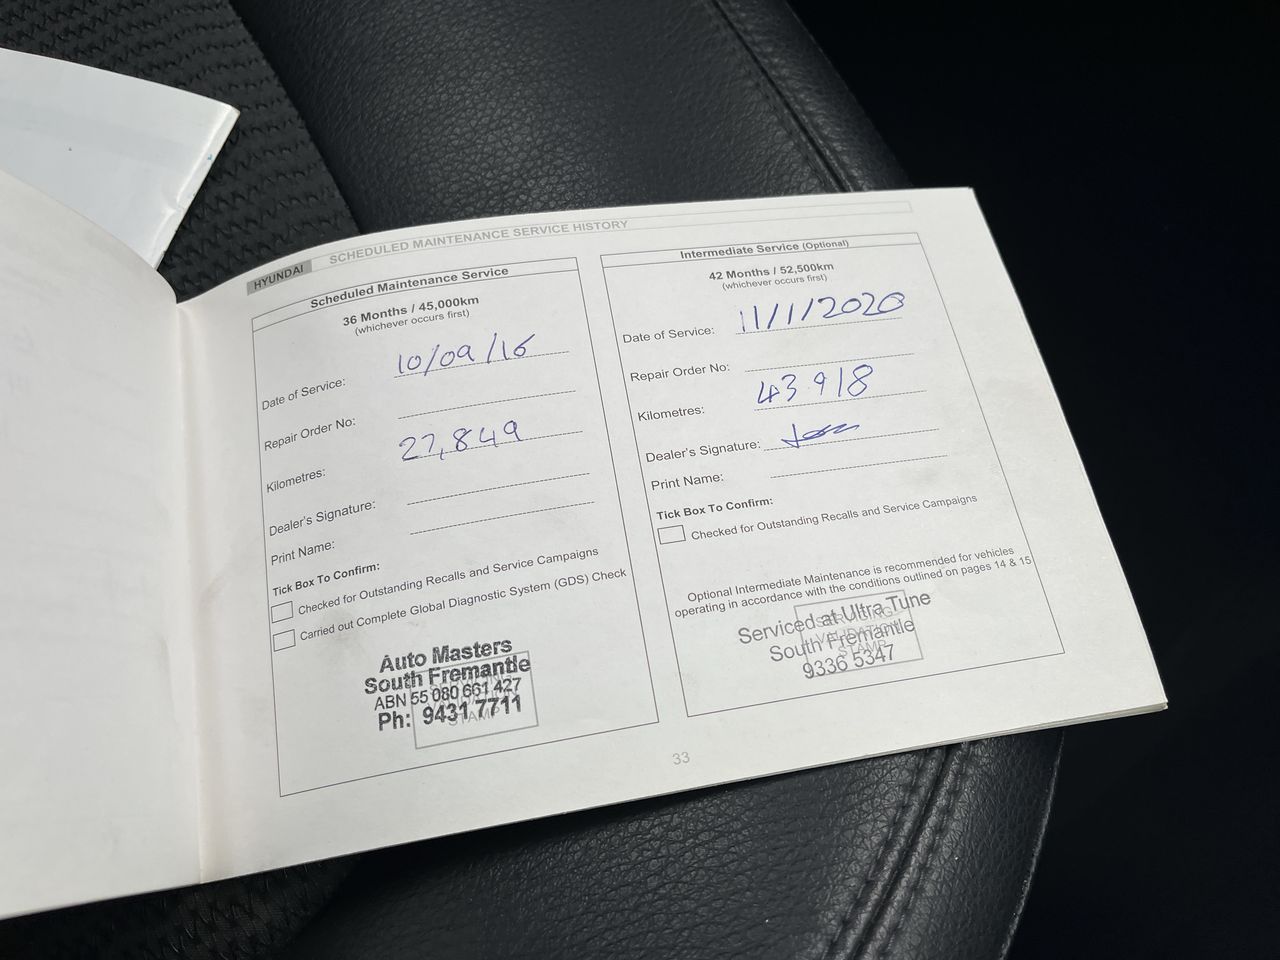 HYUNDAI SCHEDULED MAINTENANCE SERVICE HISTORY
Scheduled Maintenance Service
36 Months / 45,000km
(whichever occurs first)
Date of Service: 10/09/16
Repair Order No:
Kilometres: 27,849
Dealer's Signature:
Print Name:
Tick Box To Confirm:
Checked for Outstanding Recalls and Service Campaigns
Carried out Complete Global Diagnostic System (GDS) Check
Auto Masters
South Fremantle
ABN 55 080 661 427
Ph: 9431 7711
STAMP
Intermediate Service (Optional)
42 Months / 52,500km
(whichever occurs first)
Date of Service: 11/1/2020
Repair Order No:
Kilometres: 43918
Dealer's Signature:
Print Name:
Tick Box To Confirm:
Checked for Outstanding Recalls and Service Campaigns
Optional Intermediate Maintenance is recommended for vehicles
operating in accordance with the conditions outlined on pages 14 & 15
Serviced at Ultra Tune
South Fremantle
9336 5347
SERVICING
VALIDATION
STAMP
33